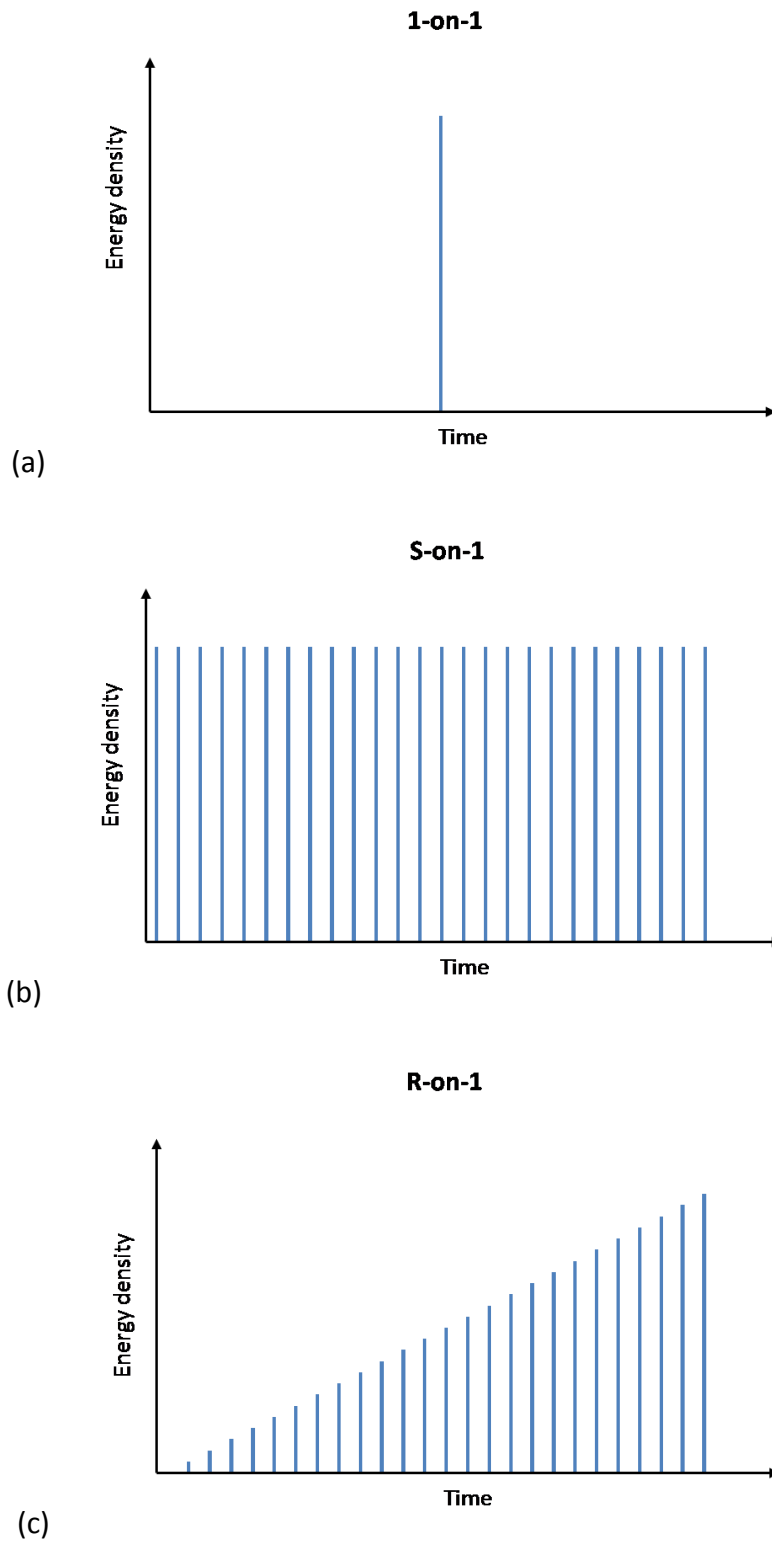 1-on-1
Energy density
Time
(a)
S-on-1
Energy density
Time
(b)
R-on-1
Energy density
Time
(c)